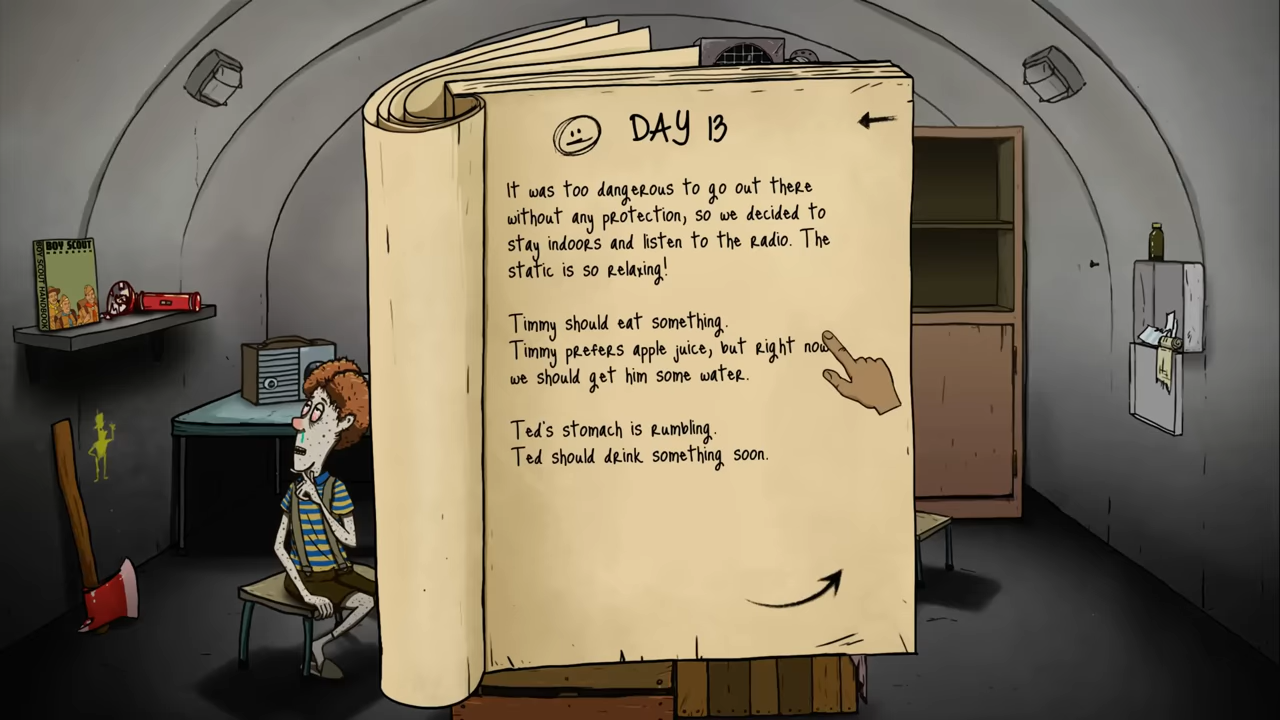 DAY 13
It was too dangerous to go out there
without any protection, so we decided to
stay indoors and listen to the radio. The
static is so relaxing!
Timmy should eat something.
Timmy prefers apple juice, but right now
we should get him some water.
Ted's stomach is rumbling.
Ted should drink something soon.
BOY SCOUT
BOY SCOUT HANDBOOK